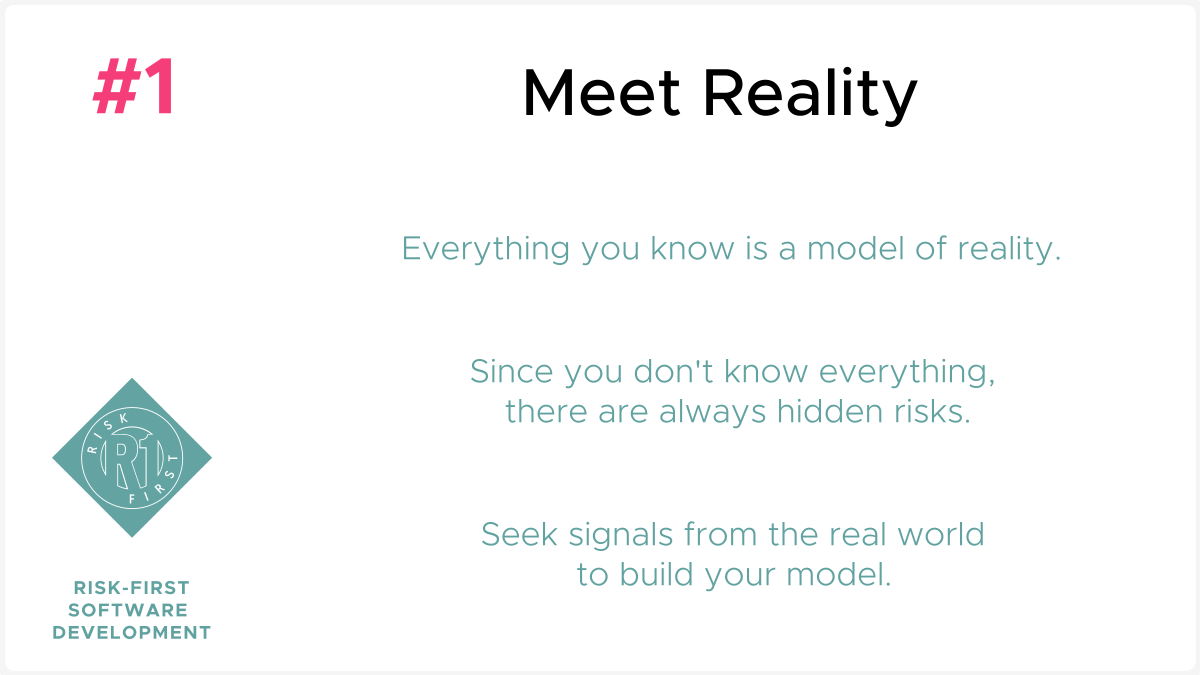 #1
Meet Reality
Everything you know is a model of reality.
Since you don't know everything,
there are always hidden risks.
Seek signals from the real world
to build your model.
RISK
R1
FIRST
RISK-FIRST
SOFTWARE
DEVELOPMENT